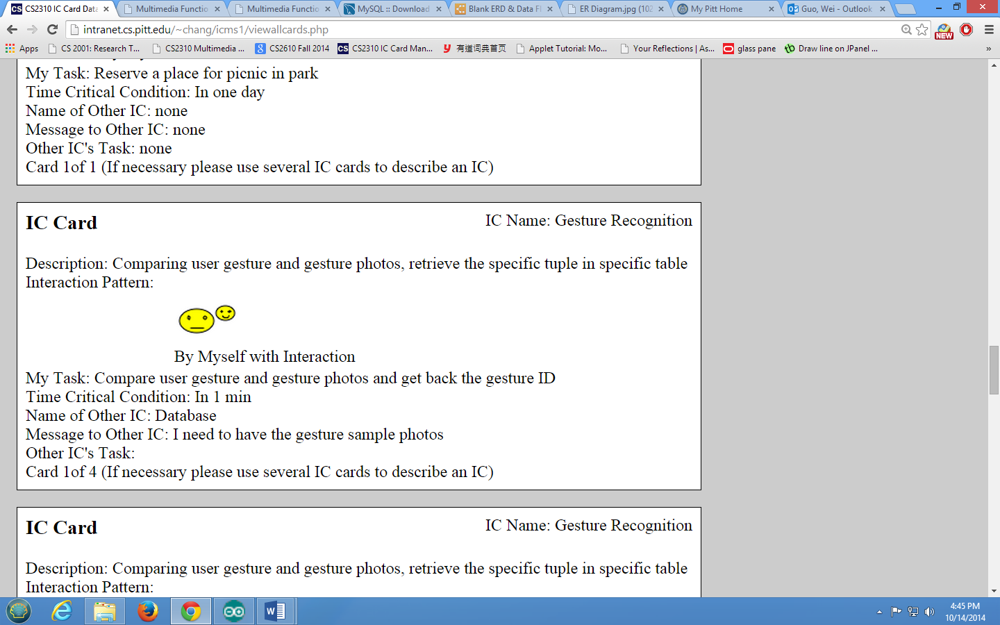 CS2310 IC Card Data
Multimedia Functio
Multimedia Functio
MySQL :: Download
Blank ERD & Data Fl
ER Diagram.jpg (102
My Pitt Home
Guo, Wei - Outlook
intranet.cs.pitt.edu/~chang/icms1/viewallcards.php
NEW
Apps
CS 2001: Research T...
CS2310 Multimedia ...
CS2610 Fall 2014
CS2310 IC Card Man...
有道词典首页
Applet Tutorial: Mo...
Your Reflections | As...
glass pane
Draw line on JPanel ...
»
My Task: Reserve a place for picnic in park
Time Critical Condition: In one day
Name of Other IC: none
Message to Other IC: none
Other IC's Task: none
Card 1of 1 (If necessary please use several IC cards to describe an IC)
IC Card
IC Name: Gesture Recognition
Description: Comparing user gesture and gesture photos, retrieve the specific tuple in specific table
Interaction Pattern:
By Myself with Interaction
My Task: Compare user gesture and gesture photos and get back the gesture ID
Time Critical Condition: In 1 min
Name of Other IC: Database
Message to Other IC: I need to have the gesture sample photos
Other IC's Task:
Card 1of 4 (If necessary please use several IC cards to describe an IC)
IC Card
IC Name: Gesture Recognition
Description: Comparing user gesture and gesture photos, retrieve the specific tuple in specific table
Interaction Pattern:
4:45 PM
10/14/2014